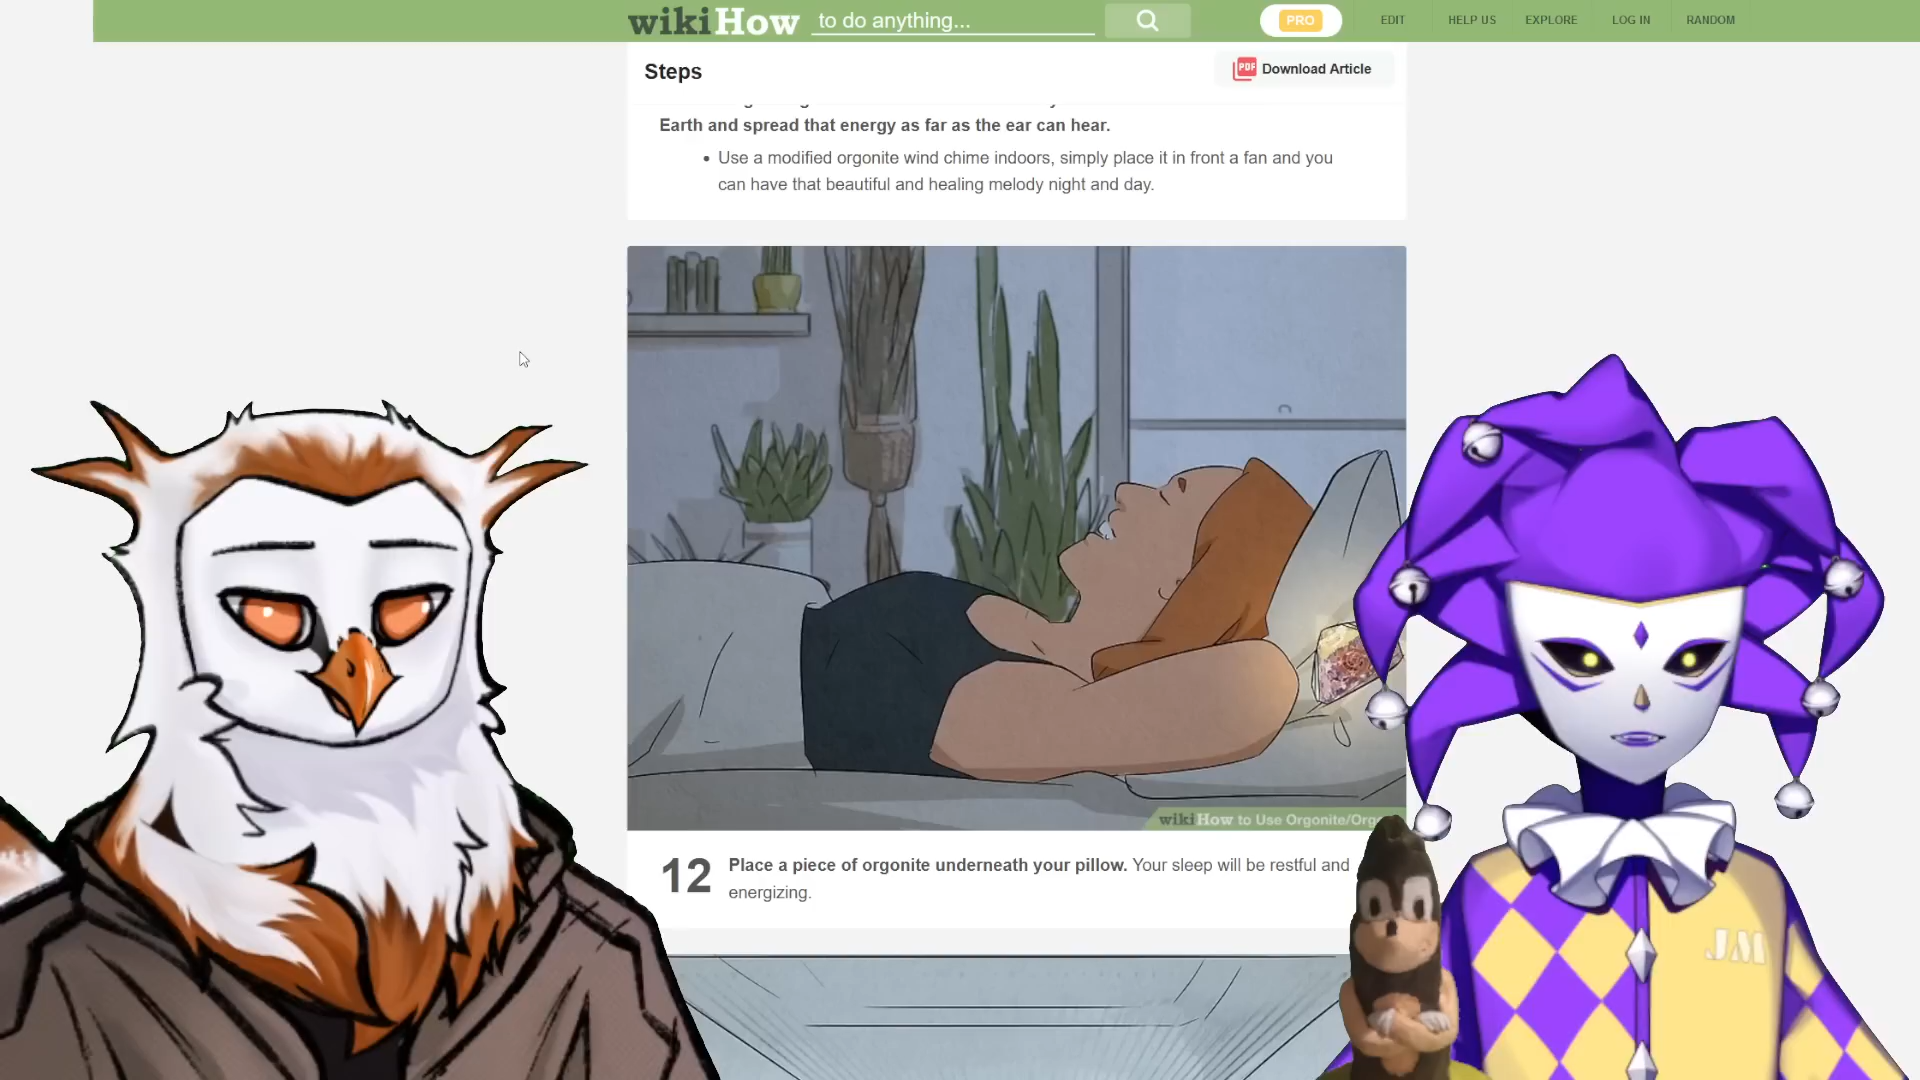 wikiHow to do anything...
PRO
EDIT
HELP US
EXPLORE
LOG IN
RANDOM
Steps
PDF
Download Article
Earth and spread that energy as far as the ear can hear.
• Use a modified orgonite wind chime indoors, simply place it in front a fan and you
can have that beautiful and healing melody night and day.
wikiHow to Use Orgonite/Orgo
12
Place a piece of orgonite underneath your pillow. Your sleep will be restful and
energizing.
JM